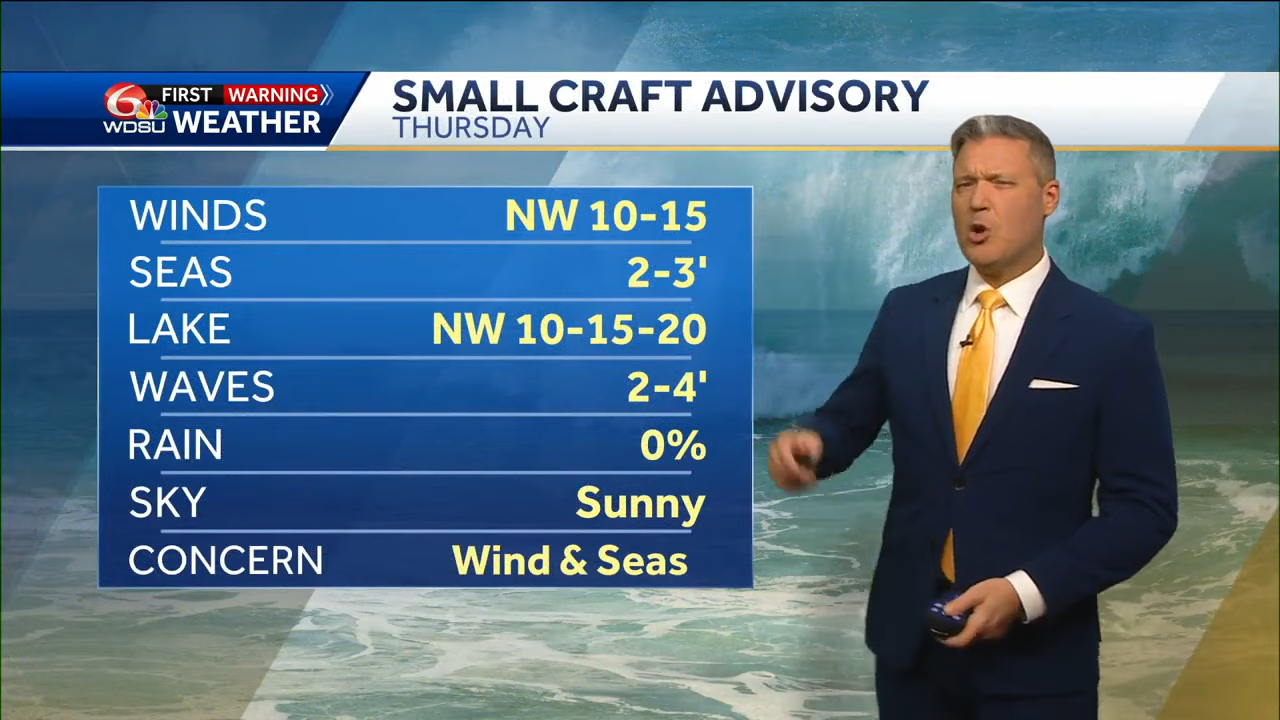 6
WDSU
FIRST WARNING
WEATHER
SMALL CRAFT ADVISORY
THURSDAY
WINDS NW 10-15
SEAS 2-3'
LAKE NW 10-15-20
WAVES 2-4'
RAIN 0%
SKY Sunny
CONCERN Wind & Seas